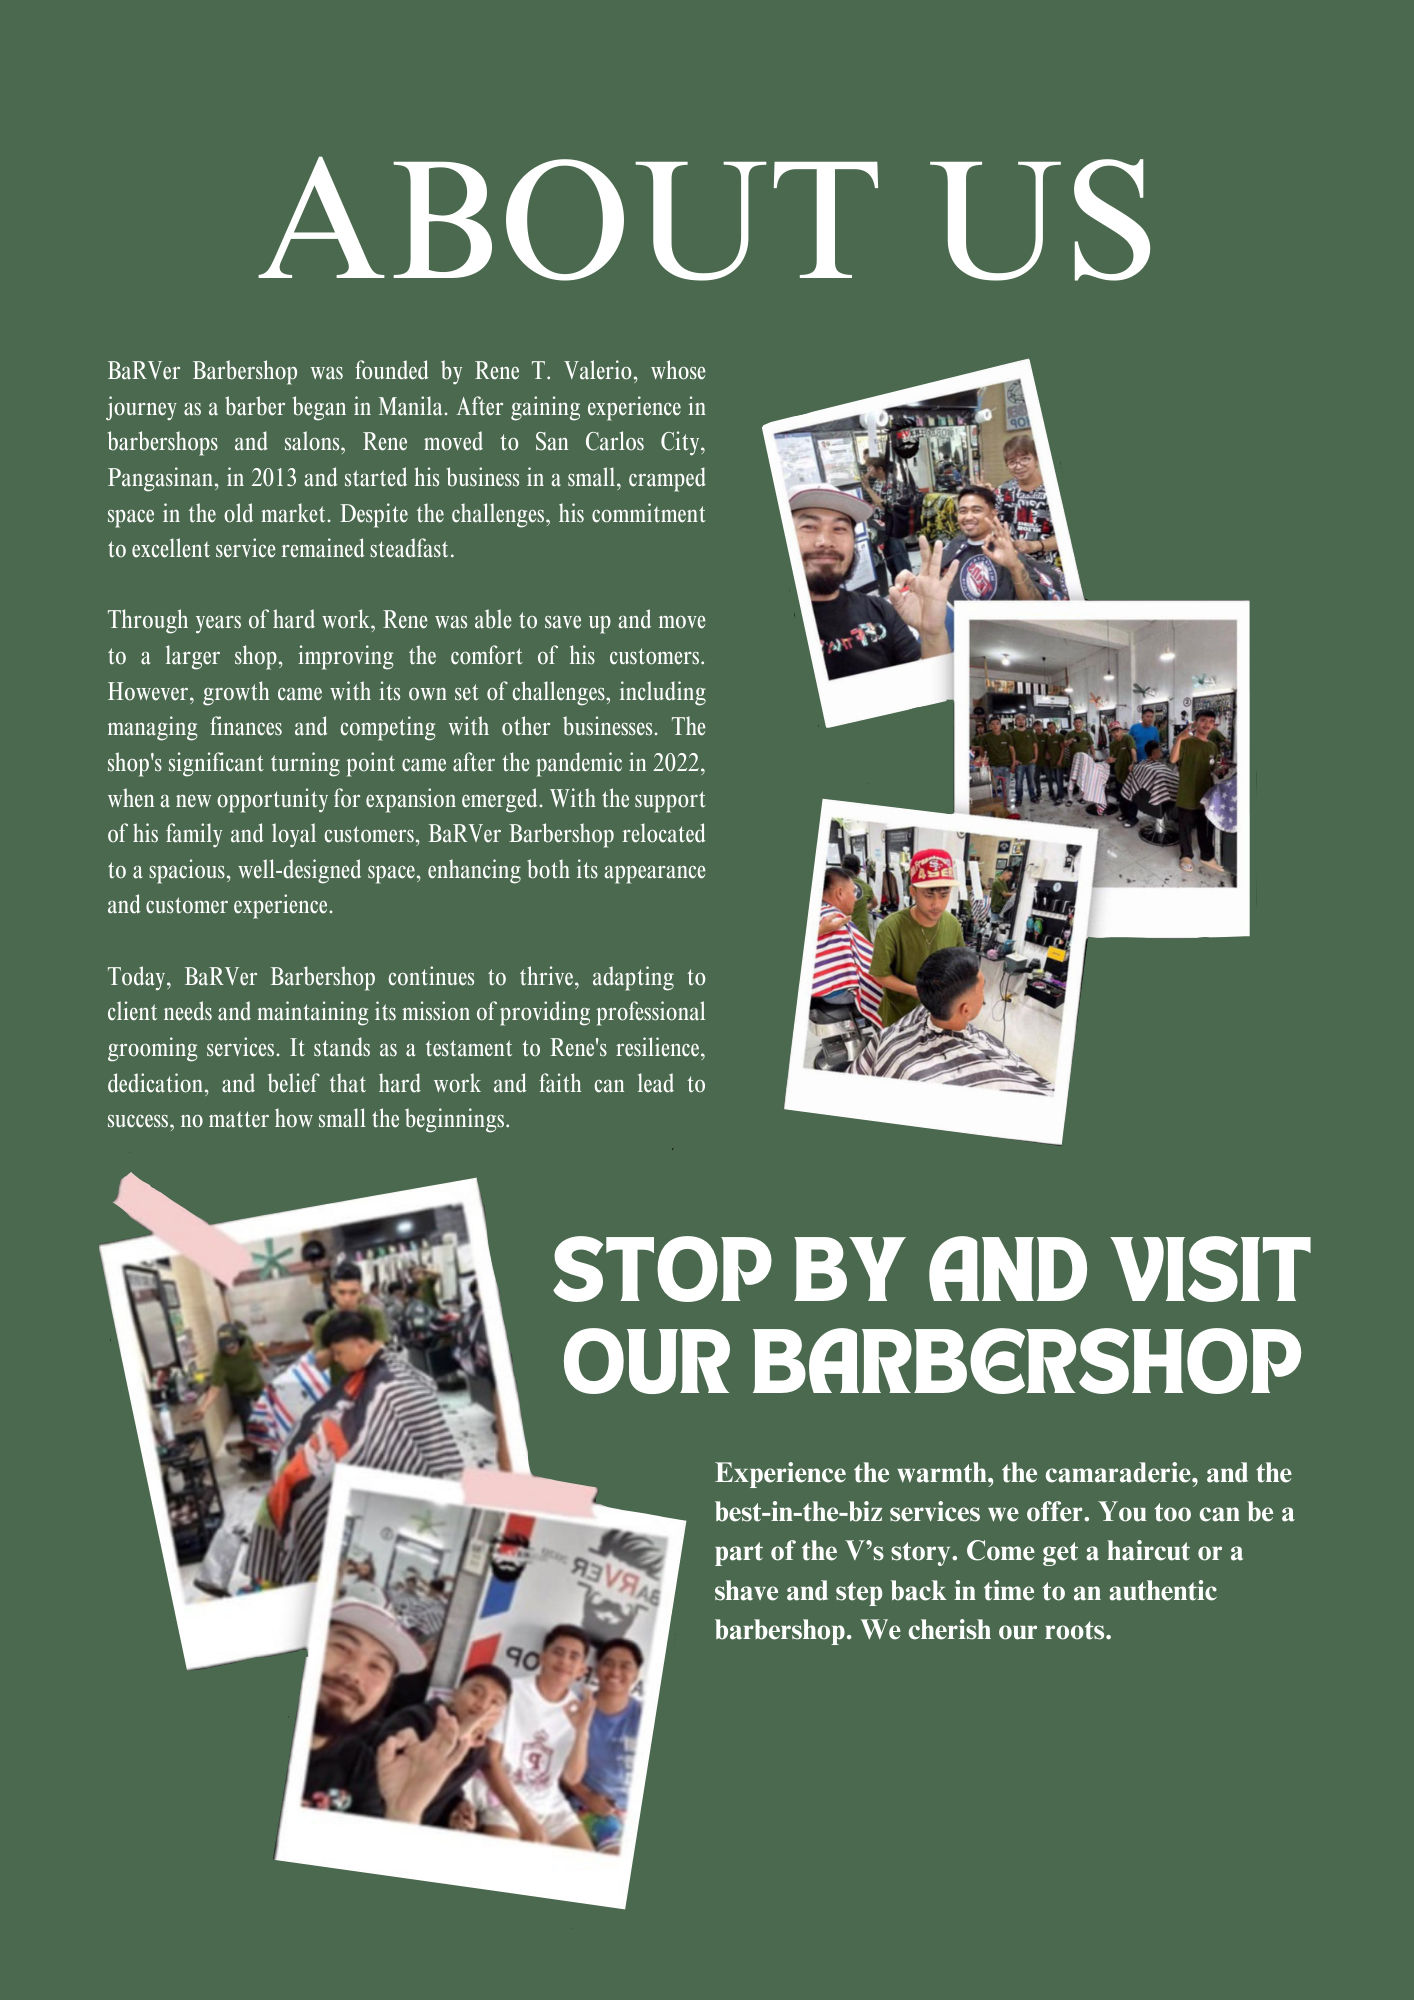 ABOUT US
BaRVer Barbershop was founded by Rene T. Valerio, whose
journey as a barber began in Manila. After gaining experience in
barbershops and salons, Rene moved to San Carlos City,
Pangasinan, in 2013 and started his business in a small, cramped
space in the old market. Despite the challenges, his commitment
to excellent service remained steadfast.
Through years of hard work, Rene was able to save up and move
to a larger shop, improving the comfort of his customers.
However, growth came with its own set of challenges, including
managing finances and competing with other businesses. The
shop's significant turning point came after the pandemic in 2022,
when a new opportunity for expansion emerged. With the support
of his family and loyal customers, BaRVer Barbershop relocated
to a spacious, well-designed space, enhancing both its appearance
and customer experience.
Today, BaRVer Barbershop continues to thrive, adapting to
client needs and maintaining its mission of providing professional
grooming services. It stands as a testament to Rene's resilience,
dedication, and belief that hard work and faith can lead to
success, no matter how small the beginnings.
STOP BY AND VISIT
OUR BARBERSHOP
Experience the warmth, the camaraderie, and the
best-in-the-biz services we offer. You too can be a
part of the V’s story. Come get a haircut or a
shave and step back in time to an authentic
barbershop. We cherish our roots.
BARVER